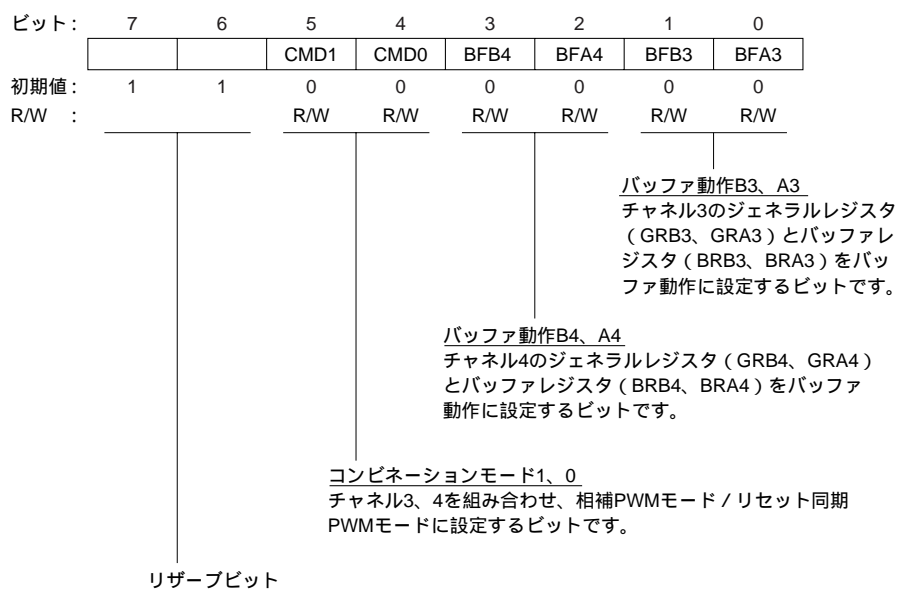 ビット： 7 6 5 4 3 2 1 0
CMD1 CMD0 BFB4 BFA4 BFB3 BFA3
初期値： 1 1 0 0 0 0 0 0
R/W ： R/W R/W R/W R/W R/W R/W
バッファ動作B3、A3
チャネル3のジェネラルレジスタ
（GRB3、GRA3）とバッファレ
ジスタ（BRB3、BRA3）をバッ
ファ動作に設定するビットです。
バッファ動作B4、A4
チャネル4のジェネラルレジスタ（GRB4、GRA4）
とバッファレジスタ（BRB4、BRA4）をバッファ
動作に設定するビットです。
コンビネーションモード1、0
チャネル3、4を組み合わせ、相補PWMモード／リセット同期
PWMモードに設定するビットです。
リザーブビット